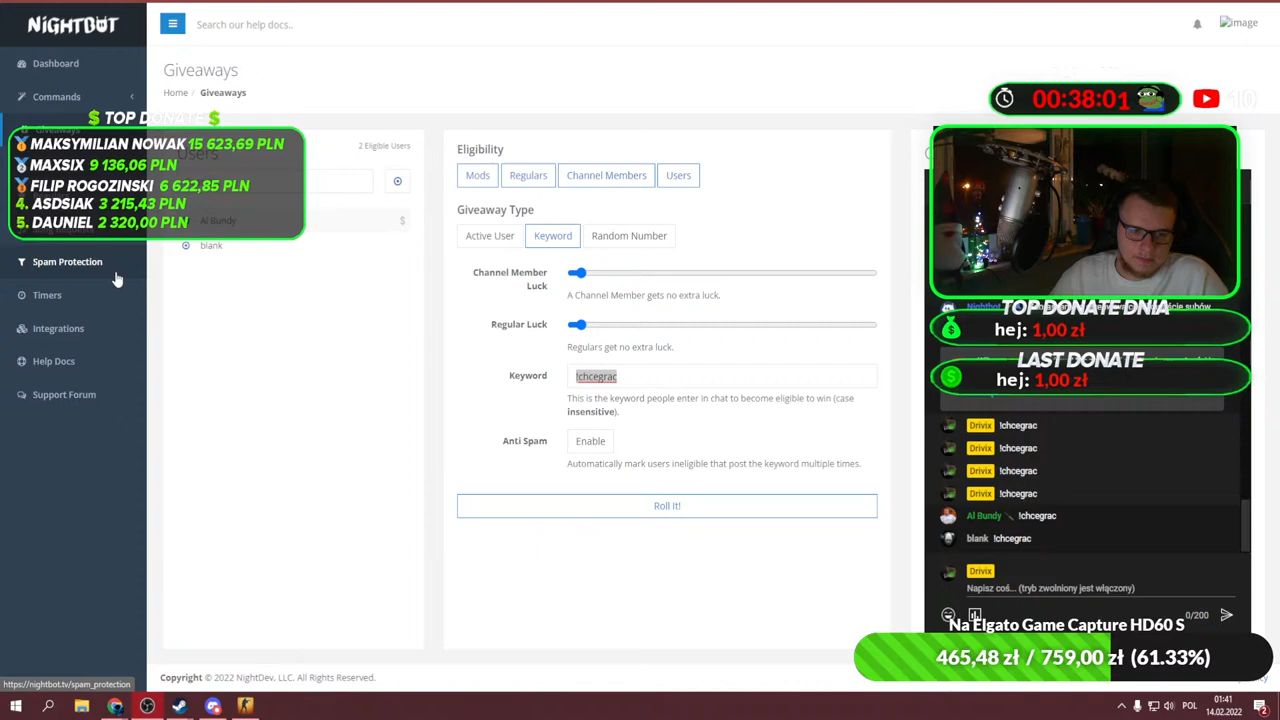 NiGHTBOT
Search our help docs..
image
Dashboard
Commands
Giveaways
Home / Giveaways
$ TOP DONATE $
MAKSYMILIAN NOWAK 15 623,69 PLN
MAXSIX 9 136,06 PLN
FILIP ROGOZINSKI 6 622,85 PLN
4. ASDSIAK 3 215,43 PLN
5. DAUNIEL 2 320,00 PLN
Users
2 Eligible Users
Al Bundy
$
blank
Spam Protection
Timers
Integrations
Help Docs
Support Forum
Eligibility
Mods
Regulars
Channel Members
Users
Giveaway Type
Active User
Keyword
Random Number
Channel Member Luck
A Channel Member gets no extra luck.
Regular Luck
Regulars get no extra luck.
Keyword
!chcegrac
This is the keyword people enter in chat to become eligible to win (case
insensitive).
Anti Spam
Enable
Automatically mark users ineligible that post the keyword multiple times.
Roll It!
00:38:01
10
Nightbot
TOP DONATE DNIA
hej: 1,00 zł
LAST DONATE
hej: 1,00 zł
Drivix !chcegrac
Drivix !chcegrac
Drivix !chcegrac
Drivix !chcegrac
Al Bundy !chcegrac
blank !chcegrac
Drivix
Napisz coś... (tryb zwolniony jest włączony)
0/200
Na Elgato Game Capture HD60 S
465,48 zł / 759,00 zł (61.33%)
Copyright © 2022 NightDev, LLC. All Rights Reserved.
https://nightbot.tv/spam_protection
POL
01:41
14.02.2022
2